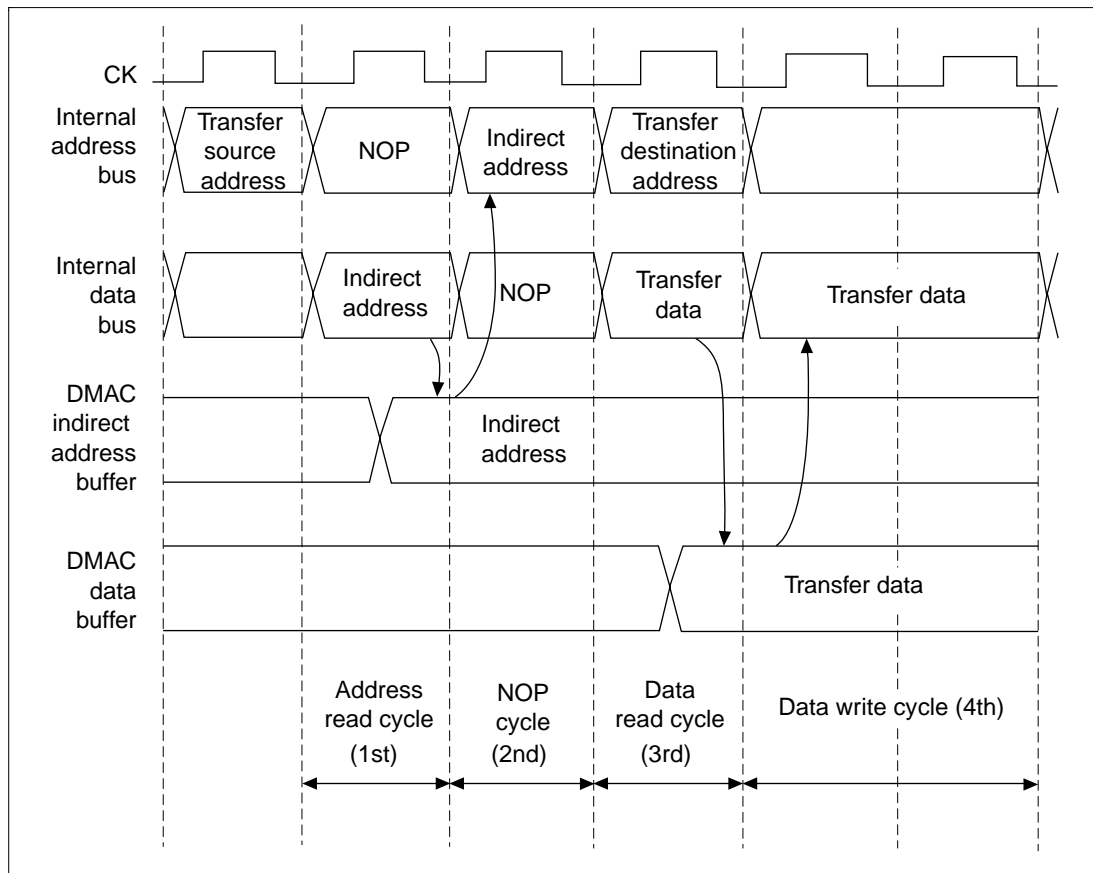 CK
Internal
address
bus
Transfer
source
address
NOP
Indirect
address
Transfer
destination
address
Internal
data
bus
Indirect
address
NOP
Transfer
data
Transfer data
DMAC
indirect
address
buffer
Indirect
address
DMAC
data
buffer
Transfer data
Address
read cycle
(1st)
NOP
cycle
(2nd)
Data
read cycle
(3rd)
Data write cycle (4th)